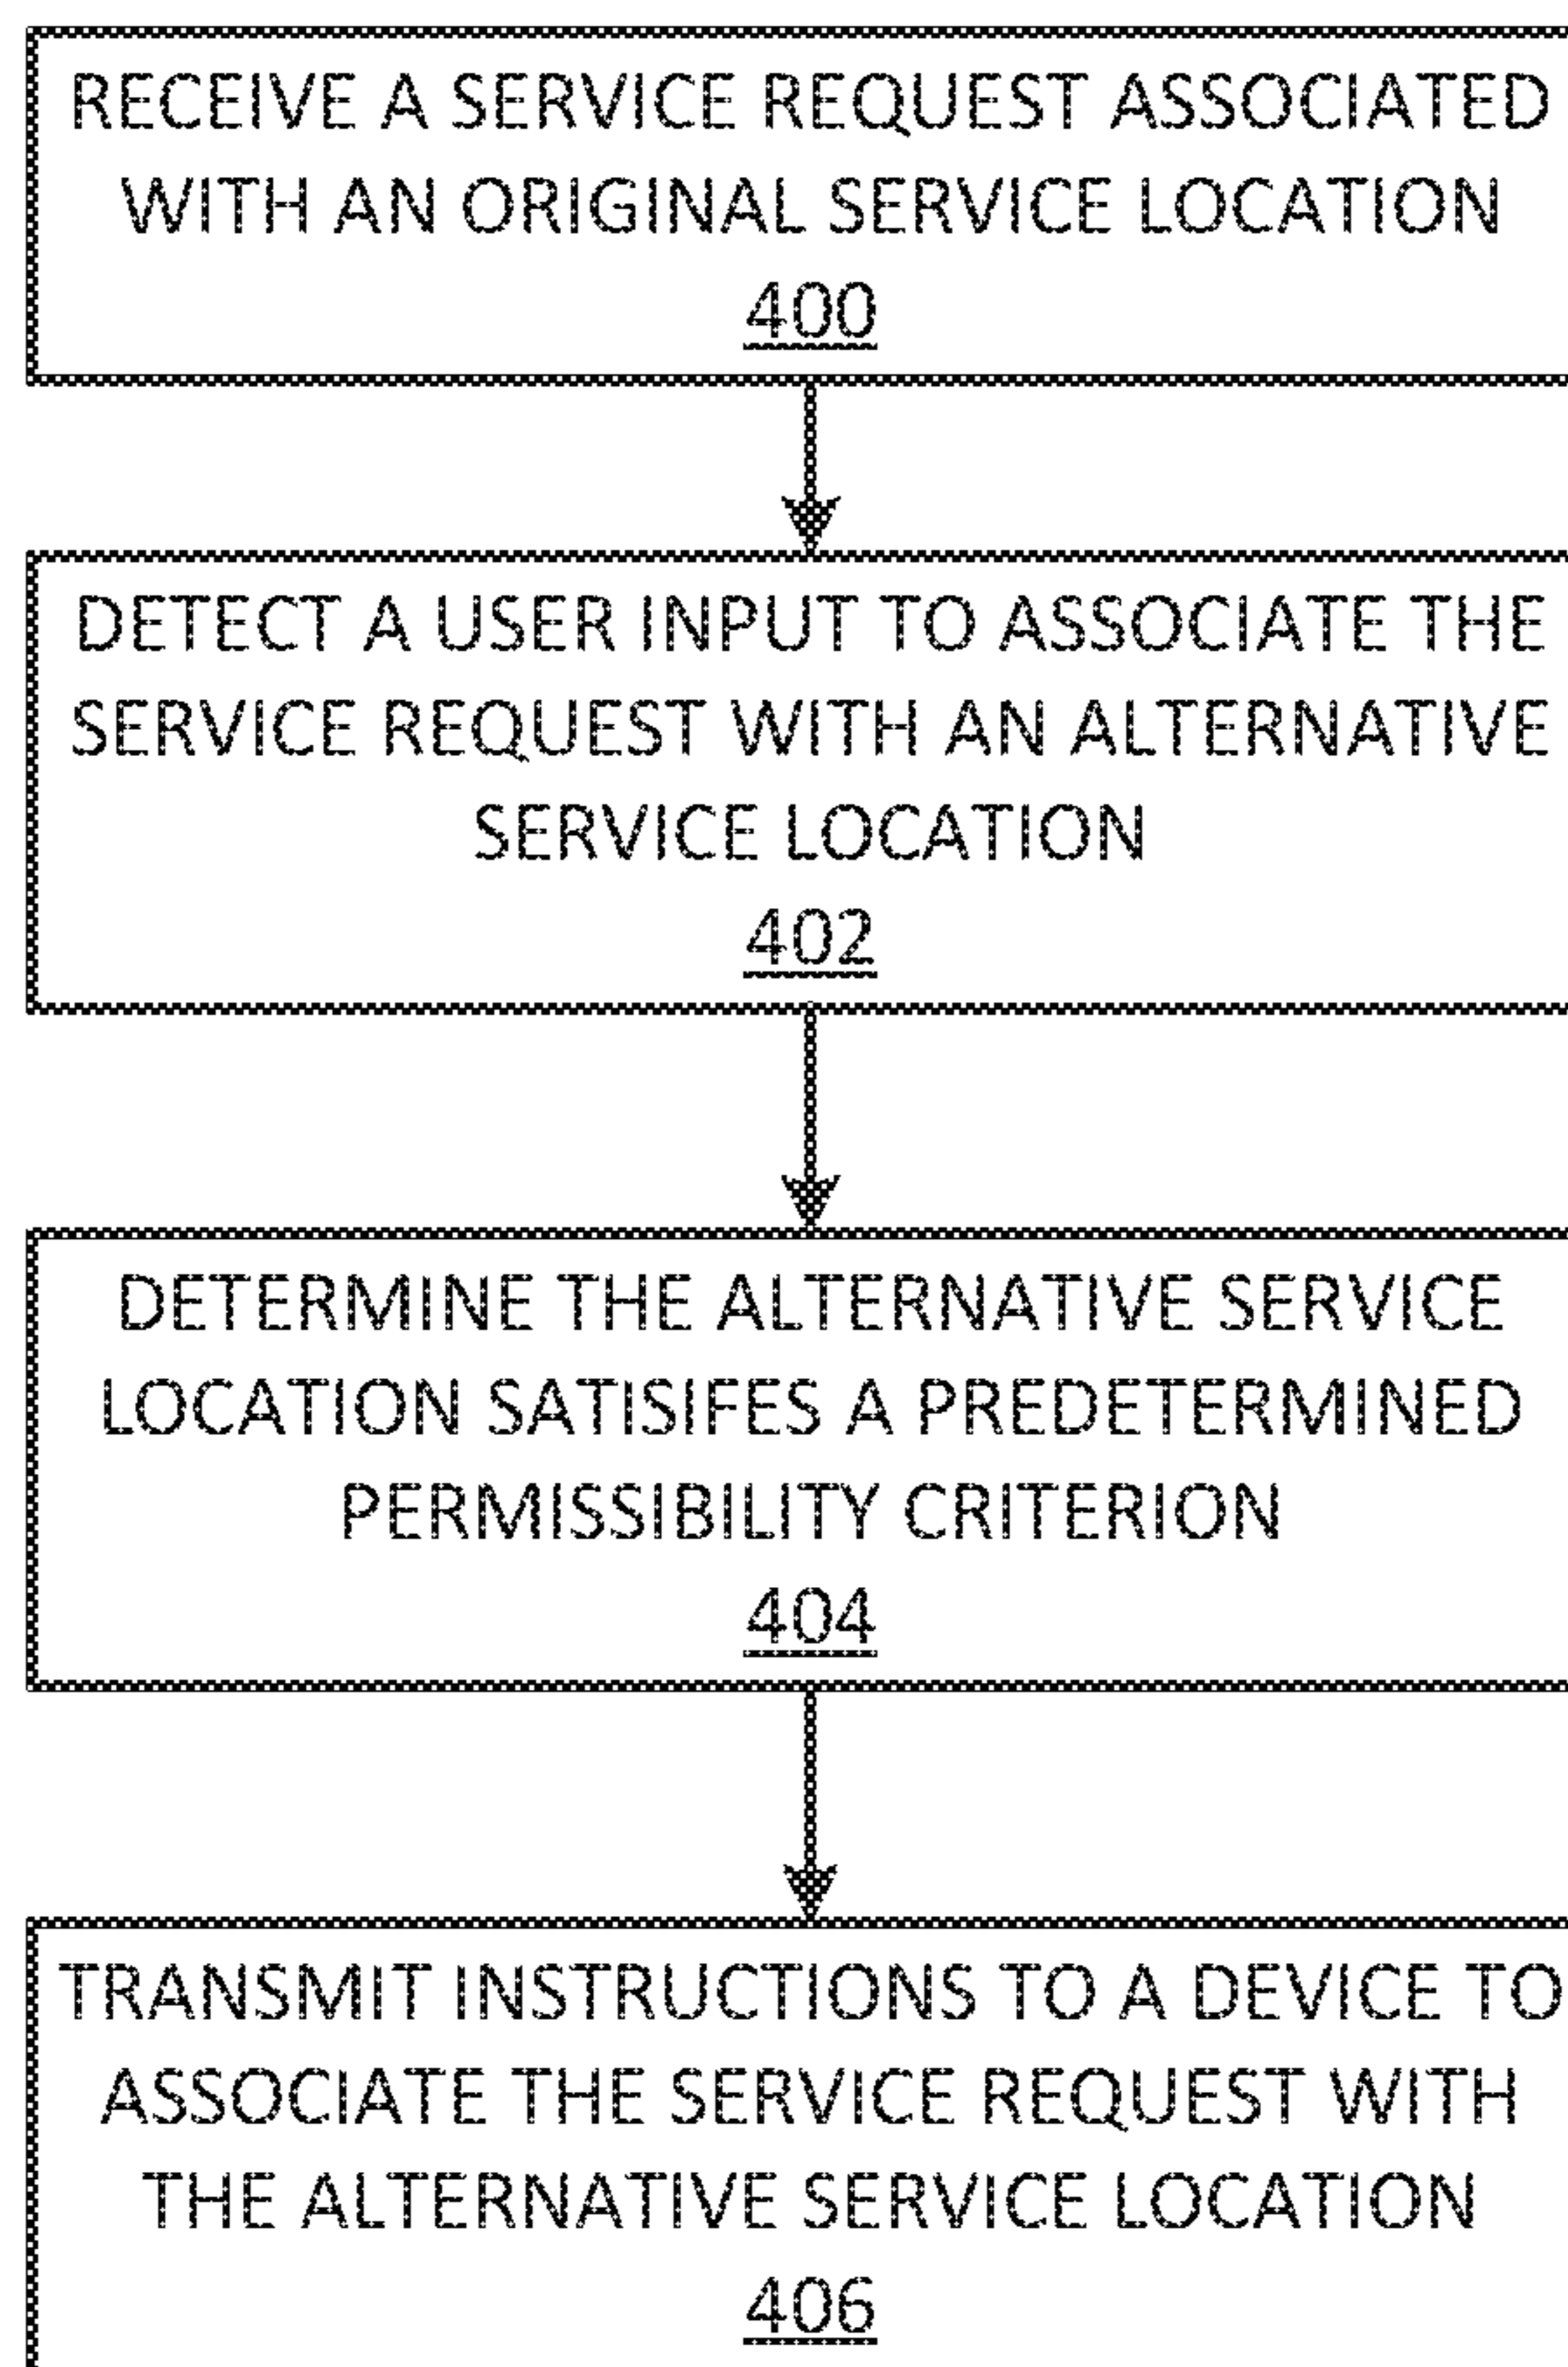 RECEIVE A SERVICE REQUEST ASSOCIATED
WITH AN ORIGINAL SERVICE LOCATION
400
DETECT A USER INPUT TO ASSOCIATE THE
SERVICE REQUEST WITH AN ALTERNATIVE
SERVICE LOCATION
402
DETERMINE THE ALTERNATIVE SERVICE
LOCATION SATISIFES A PREDETERMINED
PERMISSIBILITY CRITERION
404
TRANSMIT INSTRUCTIONS TO A DEVICE TO
ASSOCIATE THE SERVICE REQUEST WITH
THE ALTERNATIVE SERVICE LOCATION
406